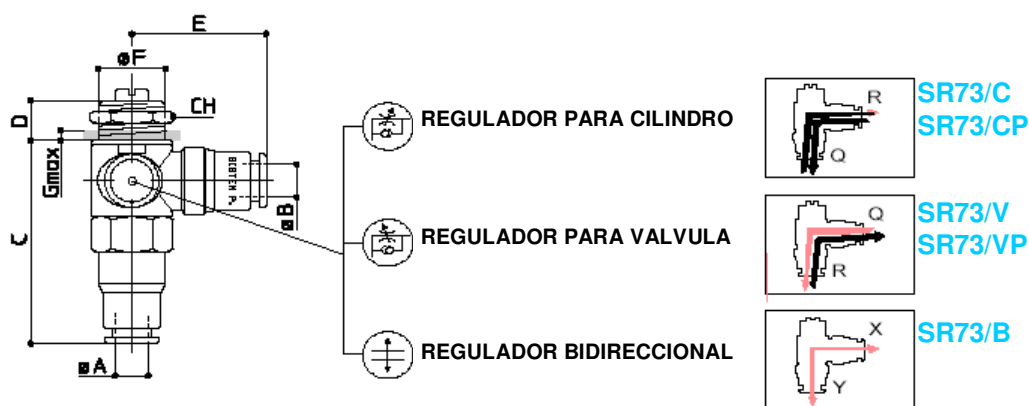 E
øF
CH
D
Gmax
C
øB
øA
REGULADOR PARA CILINDRO
R
Q
SR73/C
SR73/CP
REGULADOR PARA VALVULA
Q
R
SR73/V
SR73/VP
REGULADOR BIDIRECCIONAL
X
Y
SR73/B